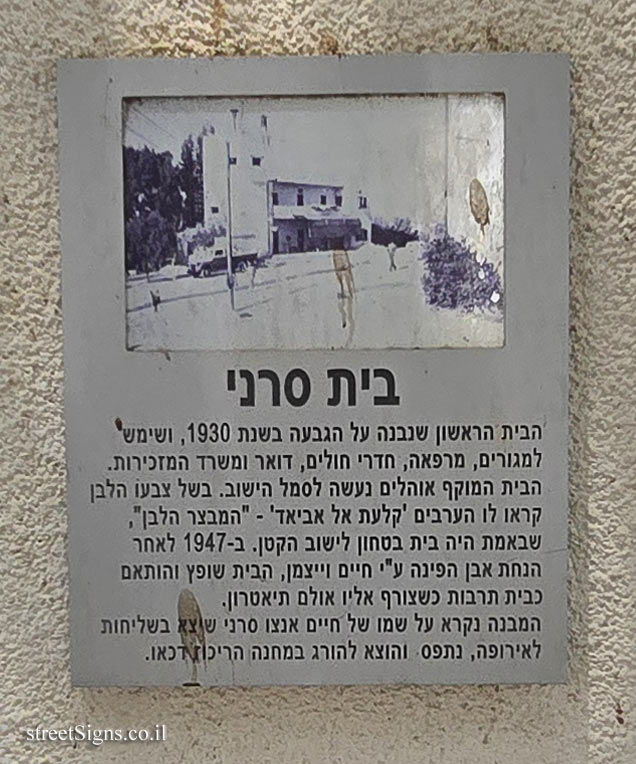 בית סרני
הבית הראשון שנבנה על הגבעה בשנת 1930, ושימש
למגורים, מרפאה, חדרי חולים, דואר ומשרד המזכירות.
הבית המוקף אוהלים נעשה לסמל הישוב. בשל צבעו הלבן
קראו לו הערבים 'קלעת אל אביאד' - "המבצר הלבן",
שבאמת היה בית בטחון לישוב הקטן. ב-1947 לאחר
הנחת אבן הפינה ע"י חיים וייצמן, הבית שופץ והותאם
כבית תרבות כשצורף אליו אולם תיאטרון.
המבנה נקרא על שמו של חיים אנצו סרני שיצא בשליחות
לאירופה, נתפס והוצא להורג במחנה הריכוז דכאו.
streetSigns.co.il